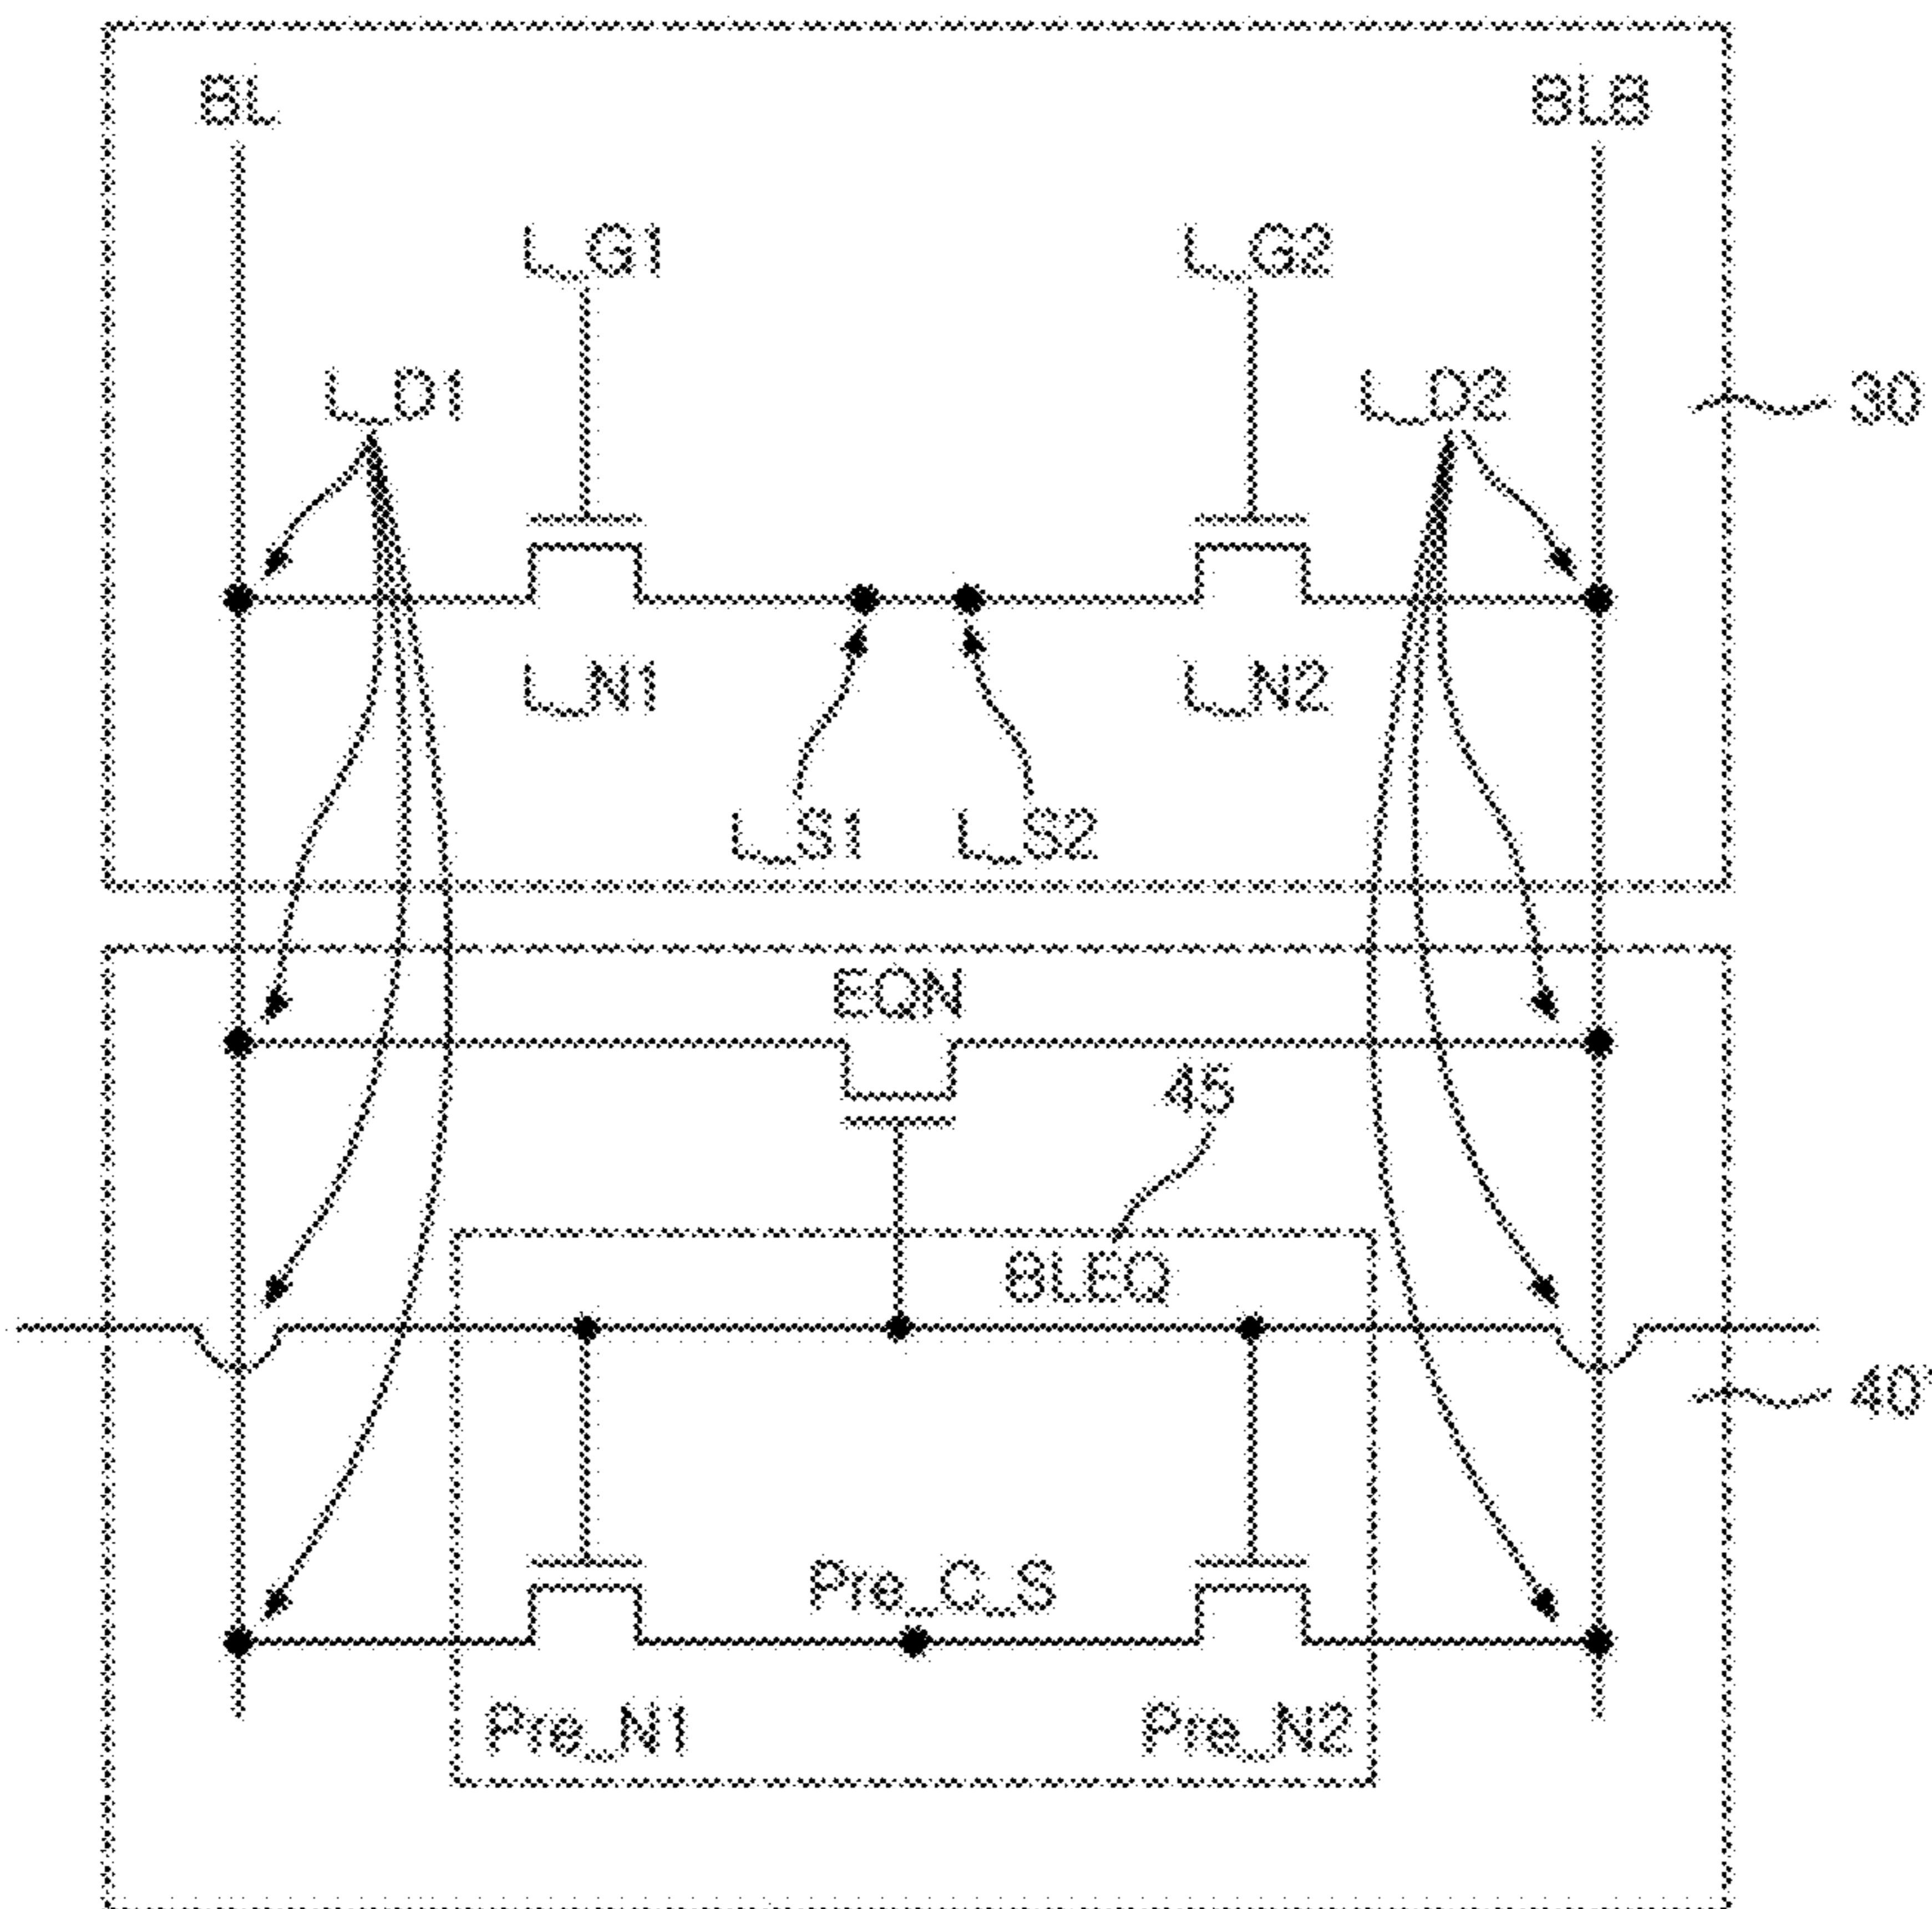 BL
BLB
L_G1
L_G2
L_D1
L_D2
30
L_N1
L_N2
L_S1
L_S2
EQN
45
BLEQ
40
Pre_C_S
Pre_N1
Pre_N2